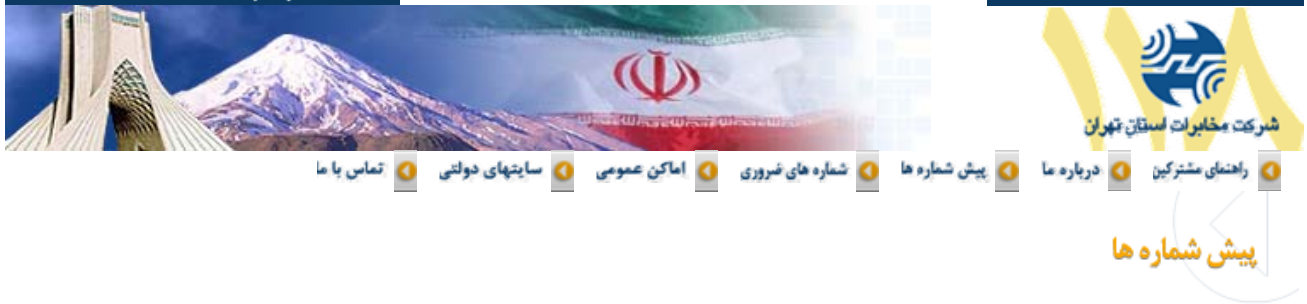 ۱۱۸
شرکت مخابرات استان تهران
راهنمای مشترکین
درباره ما
پیش شماره ها
شماره های ضروری
اماکن عمومی
سایتهای دولتی
تماس با ما
پیش شماره ها